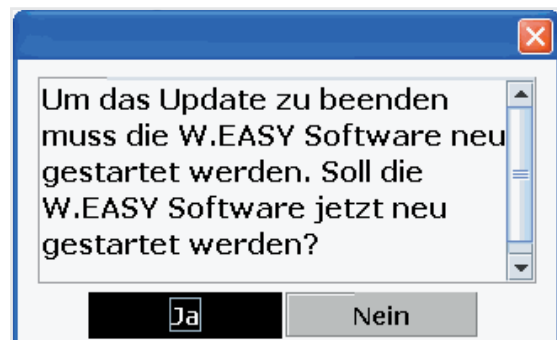 Um das Update zu beenden
muss die W.EASY Software neu
gestartet werden. Soll die
W.EASY Software jetzt neu
gestartet werden?
Ja
Nein